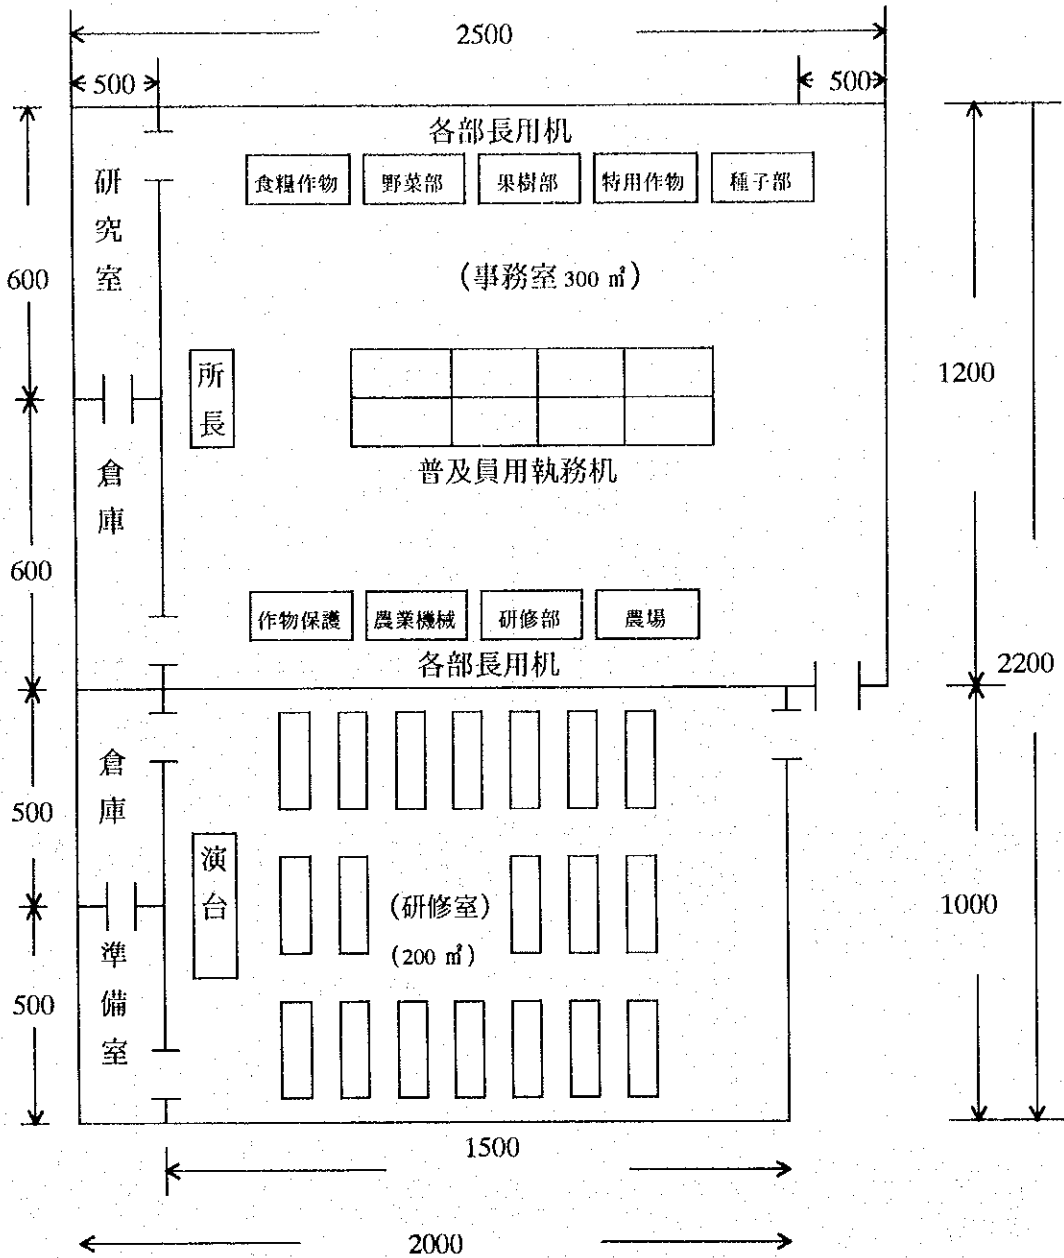 2500
500
500
各部長用机
食糧作物
野菜部
果樹部
特用作物
種子部
研究室
(事務室 300 ㎡)
600
所長
1200
普及員用執務机
倉庫
600
作物保護
農業機械
研修部
農場
各部長用机
2200
倉庫
500
演台
(研修室)
(200 ㎡)
1000
準備室
500
1500
2000